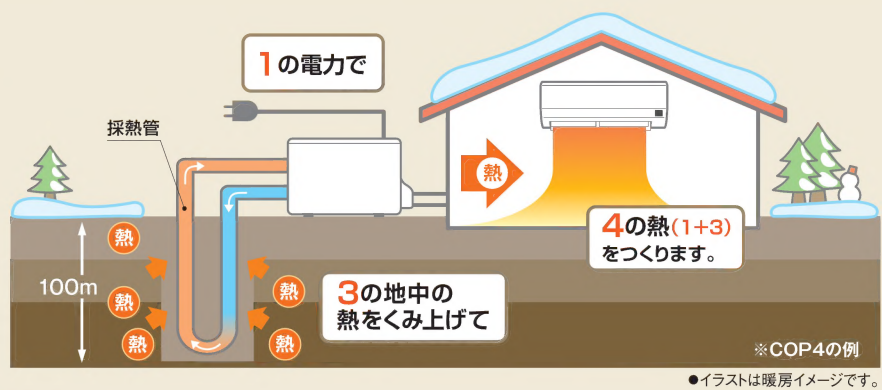 1の電力で
採熱管
熱
4の熱(1+3)
をつくります。
熱
100m
熱
熱
熱
熱
3の地中の
熱をくみ上げて
※COP4の例
●イラストは暖房イメージです。